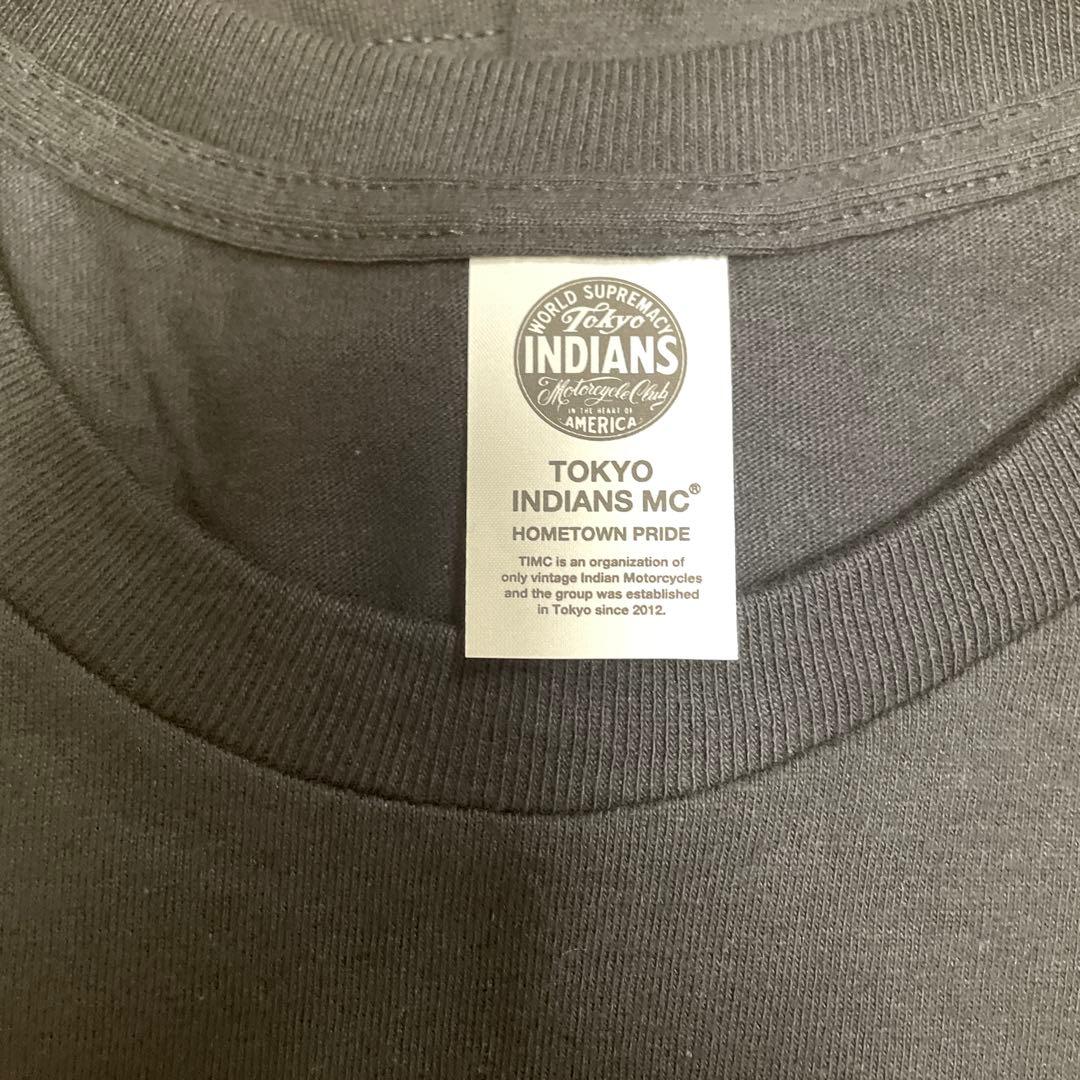 WORLD SUPREMACY
Tokyo
INDIANS
Motorcycle Club
IN THE HEART OF
AMERICA
TOKYO
INDIANS MC®
HOMETOWN PRIDE
TIMC is an organization of
only vintage Indian Motorcycles
and the group was established
in Tokyo since 2012.